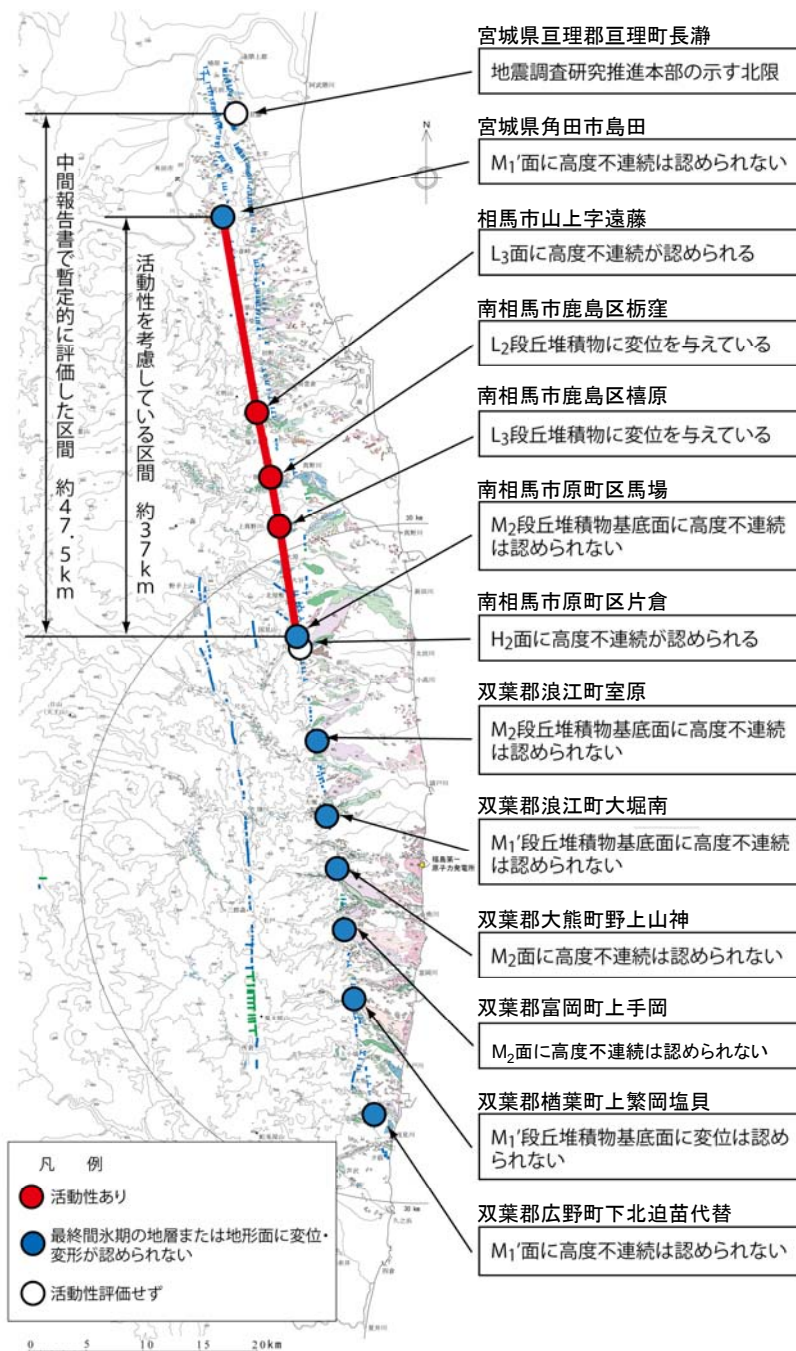 宮城県亘理郡亘理町長瀞
地震調査研究推進本部の示す北限
宮城県角田市島田
M₁'面に高度不連続は認められない
相馬市山上字遠藤
L₃面に高度不連続が認められる
南相馬市鹿島区栃窪
L₂段丘堆積物に変位を与えている
南相馬市鹿島区橲原
L₃段丘堆積物に変位を与えている
南相馬市原町区馬場
M₂段丘堆積物基底面に高度不連続
は認められない
南相馬市原町区片倉
H₂面に高度不連続が認められる
双葉郡浪江町室原
M₂段丘堆積物基底面に高度不連続
は認められない
双葉郡浪江町大堀南
M₁'段丘堆積物基底面に高度不連続
は認められない
双葉郡大熊町野上山神
M₂面に高度不連続は認められない
双葉郡富岡町上手岡
M₂面に高度不連続は認められない
双葉郡楢葉町上繁岡塩貝
M₁'段丘堆積物基底面に変位は認め
られない
双葉郡広野町下北迫苗代替
M₁'面に高度不連続は認められない
中間報告書で暫定的に評価した区間 約47.5km
活動性を考慮している区間 約37km
N
阿武隈川
福島第一
原子力発電所
凡 例
活動性あり
最終間氷期の地層または地形面に変位・
変形が認められない
活動性評価せず
30 km
0 5 10 15 20km